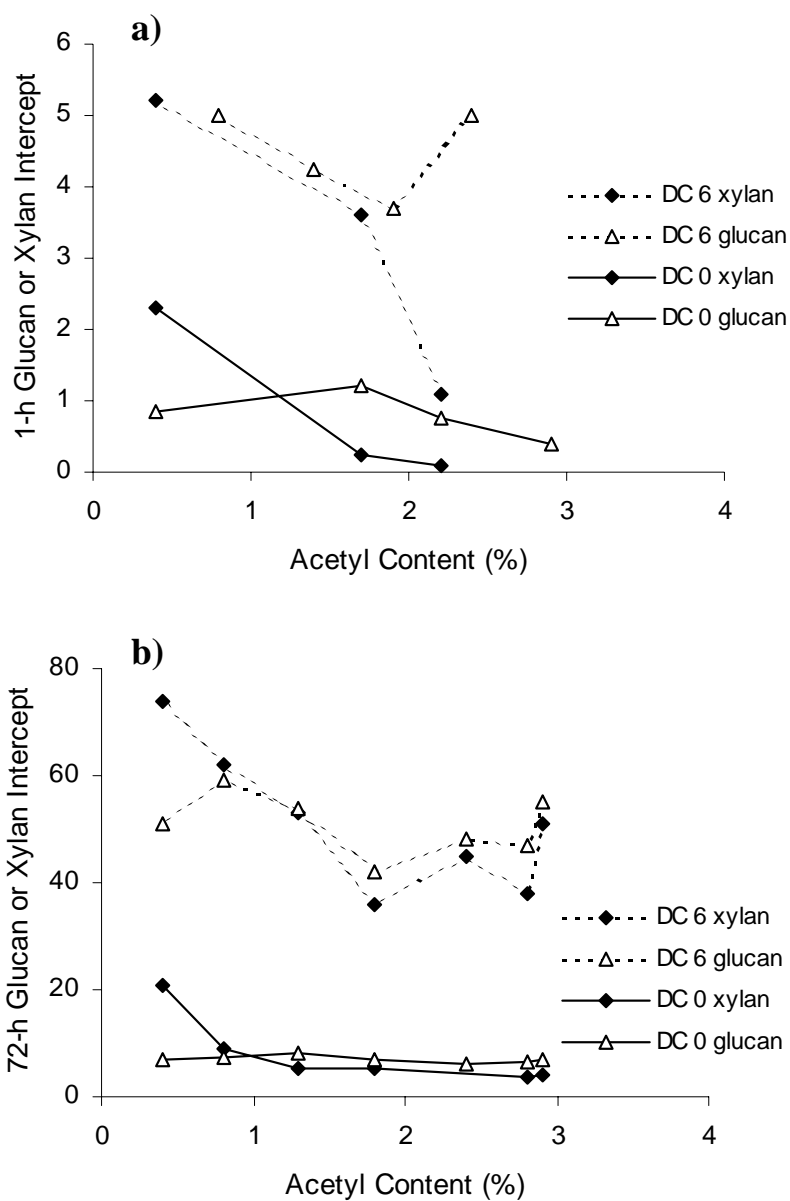 a)
1-h Glucan or Xylan Intercept
6
5
4
3
2
1
0
0 1 2 3 4
Acetyl Content (%)
DC 6 xylan
DC 6 glucan
DC 0 xylan
DC 0 glucan
b)
72-h Glucan or Xylan Intercept
80
60
40
20
0
0 1 2 3 4
Acetyl Content (%)
DC 6 xylan
DC 6 glucan
DC 0 xylan
DC 0 glucan